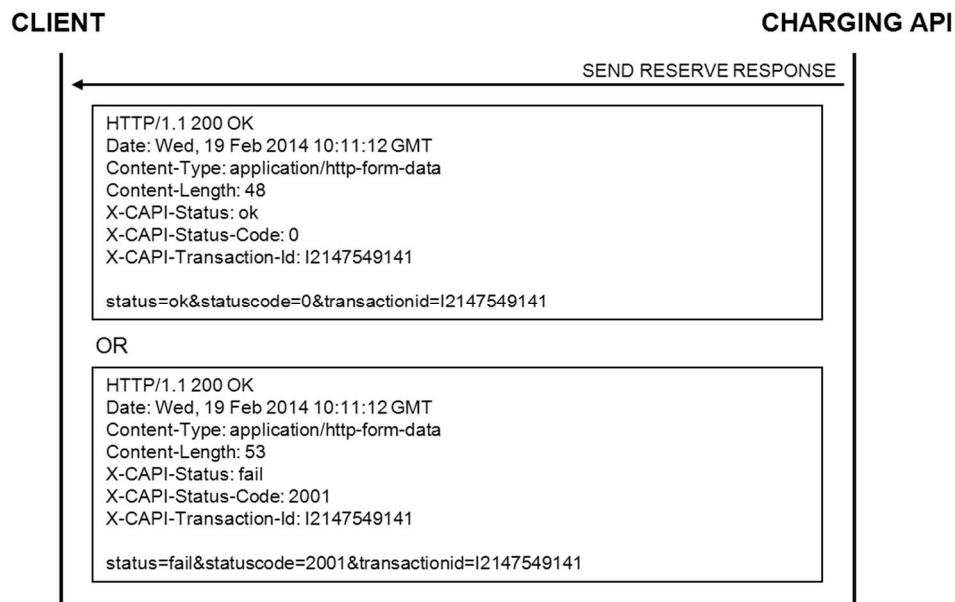 CLIENT
CHARGING API
SEND RESERVE RESPONSE
HTTP/1.1 200 OK
Date: Wed, 19 Feb 2014 10:11:12 GMT
Content-Type: application/http-form-data
Content-Length: 48
X-CAPI-Status: ok
X-CAPI-Status-Code: 0
X-CAPI-Transaction-Id: I2147549141
status=ok&statuscode=0&transactionid=I2147549141
OR
HTTP/1.1 200 OK
Date: Wed, 19 Feb 2014 10:11:12 GMT
Content-Type: application/http-form-data
Content-Length: 53
X-CAPI-Status: fail
X-CAPI-Status-Code: 2001
X-CAPI-Transaction-Id: I2147549141
status=fail&statuscode=2001&transactionid=I2147549141